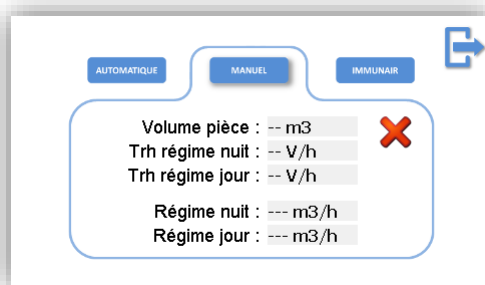 AUTOMATIQUE MANUEL IMMUNAIR
Volume pièce : -- m3
Trh régime nuit : -- V/h
Trh régime jour : -- V/h
Régime nuit : --- m3/h
Régime jour : --- m3/h